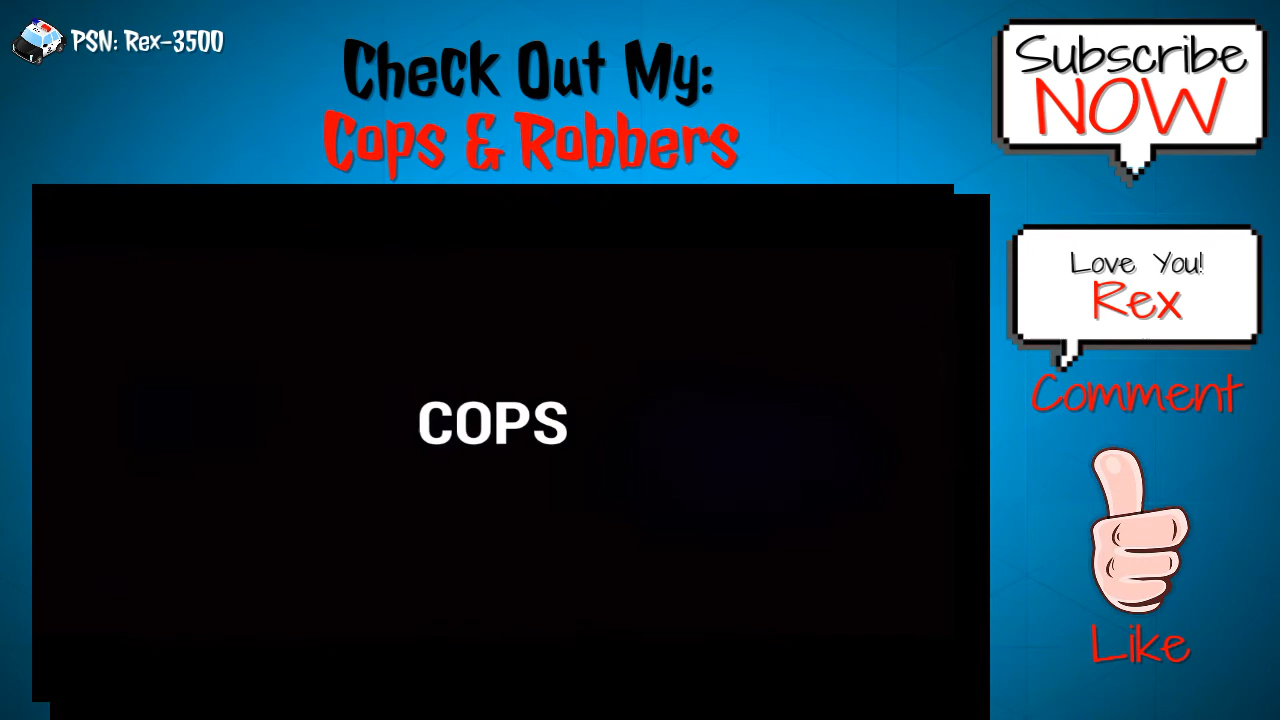 PSN: Rex-3500
Check Out My:
Cops & Robbers
Subscribe
NOW
Love You!
Rex
Comment
COPS
Like